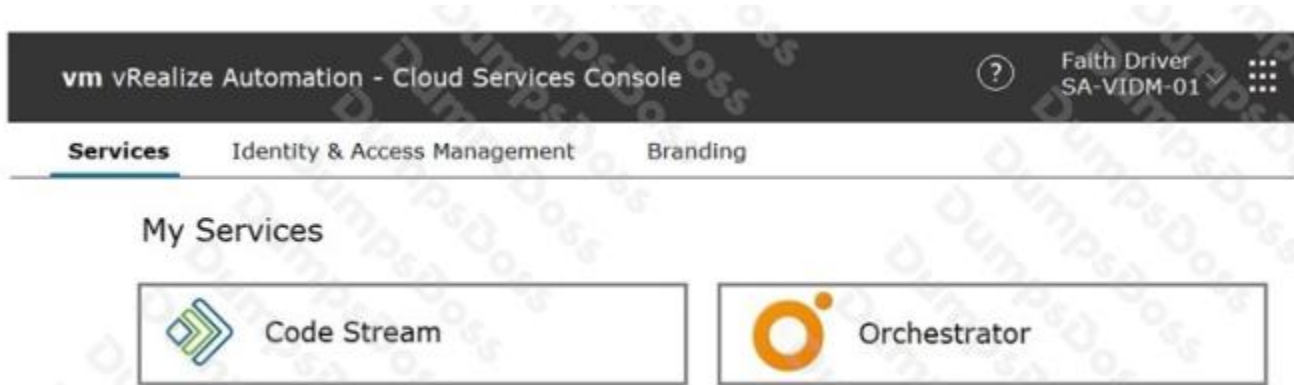 vm vRealize Automation - Cloud Services Console
?
Faith Driver
SA-VIDM-01
Services Identity & Access Management Branding
My Services
Code Stream
Orchestrator
DumpsDoss